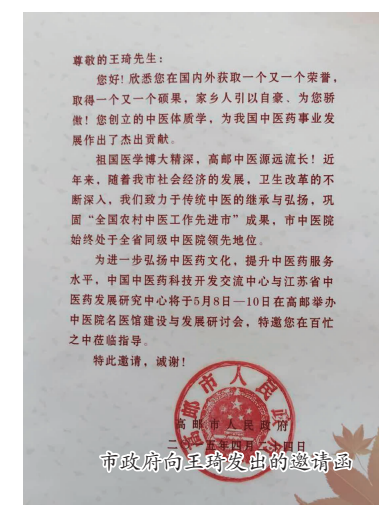 尊敬的王琦先生：
您好！欣悉您在国内外获取一个又一个荣誉，
取得一个又一个硕果，家乡人引以自豪、为您骄
傲！您创立的中医体质学，为我国中医药事业发
展作出了杰出贡献。
祖国医学博大精深，高邮中医源远流长！近
年来，随着我市社会经济的发展，卫生改革的不
断深入，我们致力于传统中医的继承与弘扬，巩
固“全国农村中医工作先进市”成果，市中医院
始终处于全省同级中医院领先地位。
为进一步弘扬中医药文化，提升中医药服务
水平，中国中医药科技开发交流中心与江苏省中
医药发展研究中心将于5月8日—10日在高邮举办
中医院名医馆建设与发展研讨会，特邀您在百忙
之中莅临指导。
特此邀请，诚谢！
高邮市人民政府
高邮市人民政府
二 五年四月 四日
市政府向王琦发出的邀请函